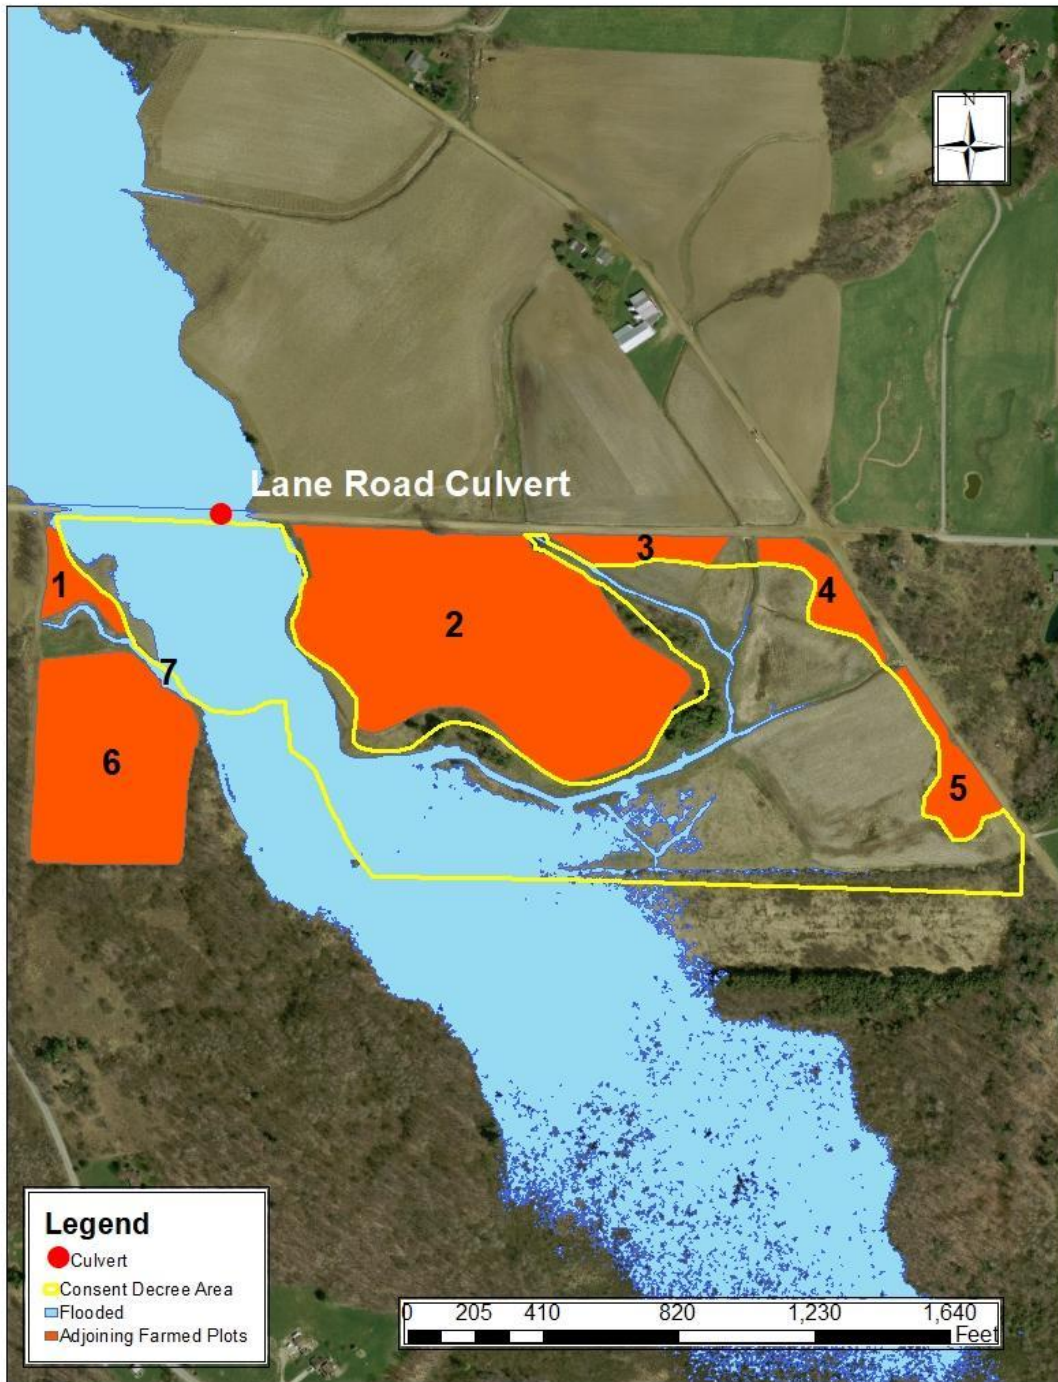 N
Lane Road Culvert
1
2
3
4
5
6
7
Legend
Culvert
Consent Decree Area
Flooded
Adjoining Farmed Plots
0 205 410 820 1,230 1,640
Feet